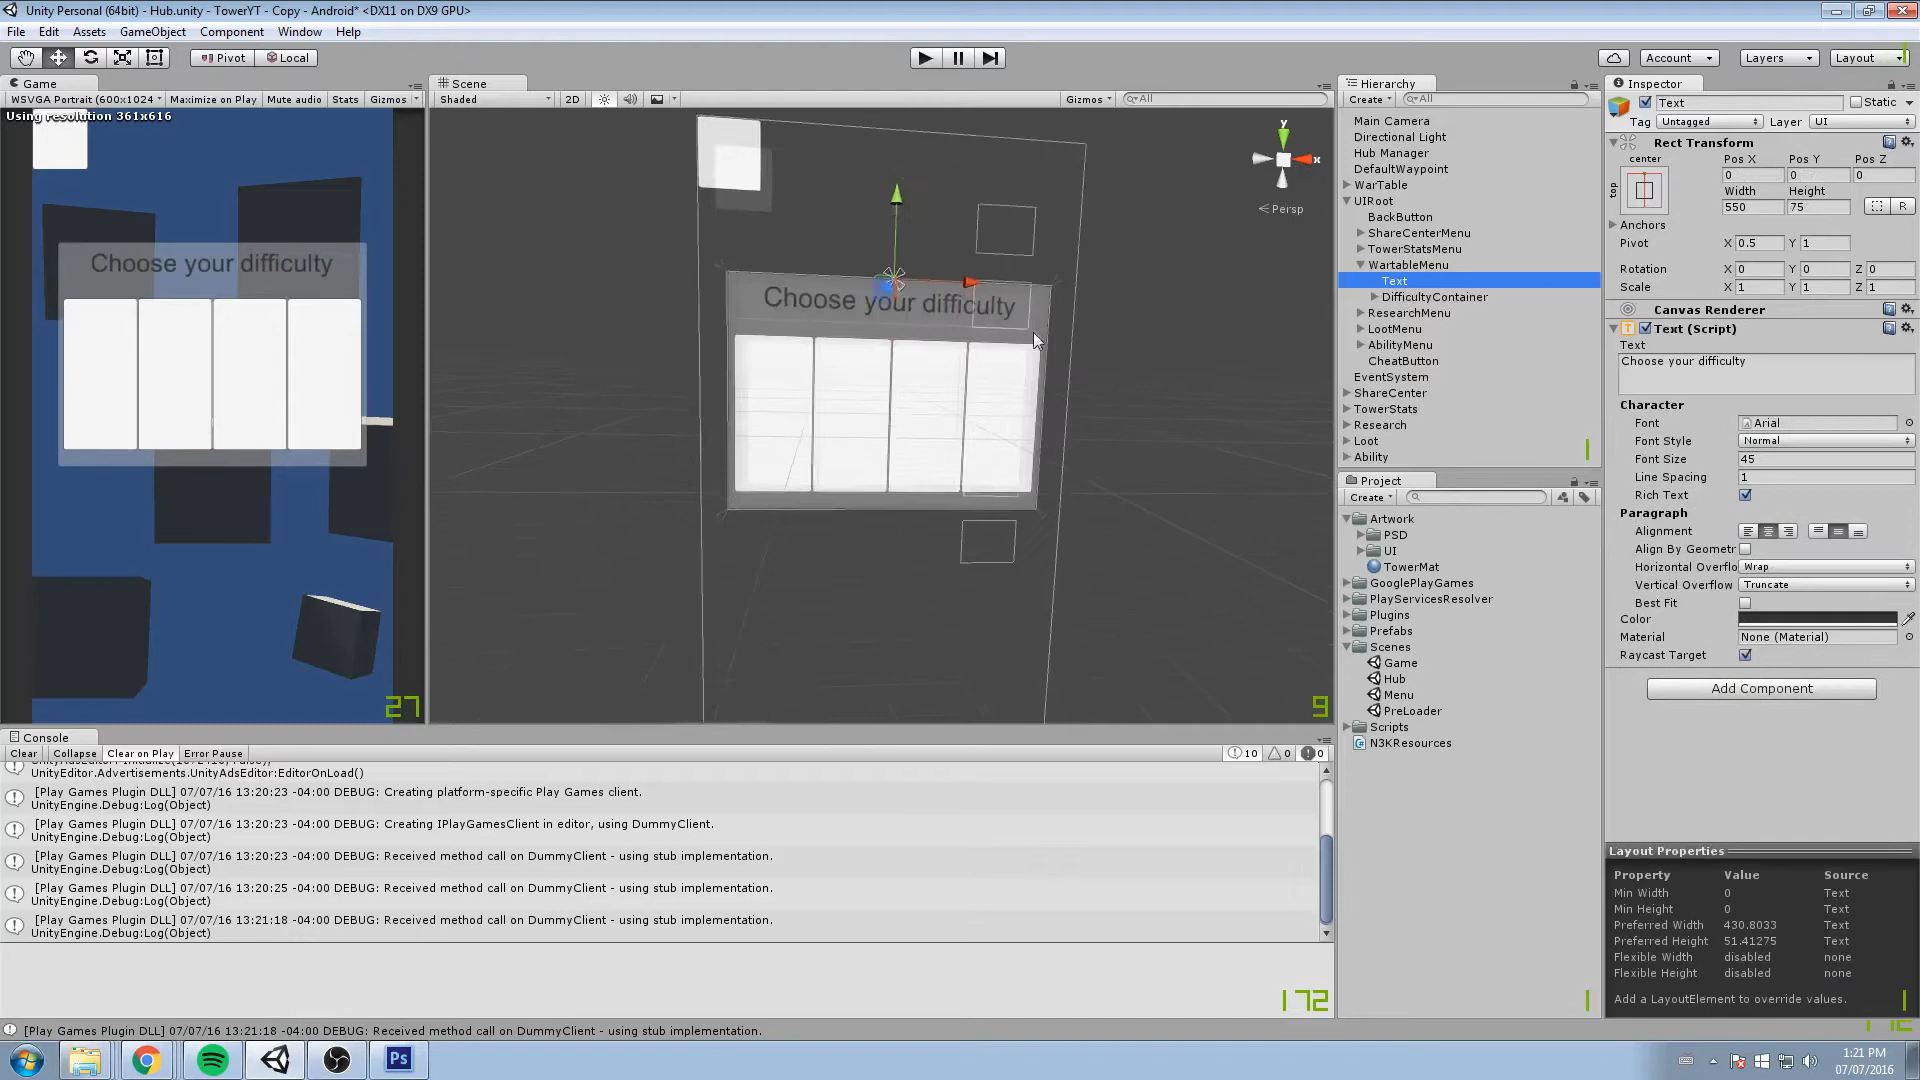 Unity Personal (64bit) - Hub.unity - TowerYT - Copy - Android* <DX11 on DX9 GPU>
File Edit Assets GameObject Component Window Help
Pivot Local Account Layers Layout
Game
WSVGA Portrait (600x1024 Maximize on Play Mute audio Stats Gizmos
Using resolution 361x616
Choose your difficulty
27
Scene
Shaded 2D Gizmos All
y
x
Persp
Choose your difficulty
9
Hierarchy
Create All
Main Camera
Directional Light
Hub Manager
DefaultWaypoint
WarTable
UIRoot
BackButton
ShareCenterMenu
TowerStatsMenu
WartableMenu
Text
DifficultyContainer
ResearchMenu
LootMenu
AbilityMenu
CheatButton
EventSystem
ShareCenter
TowerStats
Research
Loot
Ability
Project
Create
Artwork
PSD
UI
TowerMat
GooglePlayGames
PlayServicesResolver
Plugins
Prefabs
Scenes
Game
Hub
Menu
PreLoader
Scripts
N3KResources
Inspector
Text Static
Tag Untagged Layer UI
Rect Transform
center Pos X Pos Y Pos Z
top 0 0 0
Width Height
550 75 R
Anchors
Pivot X 0.5 Y 1
Rotation X 0 Y 0 Z 0
Scale X 1 Y 1 Z 1
Canvas Renderer
Text (Script)
Text
Choose your difficulty
Character
Font Arial
Font Style Normal
Font Size 45
Line Spacing 1
Rich Text
Paragraph
Alignment
Align By Geometr
Horizontal Overflo Wrap
Vertical Overflow Truncate
Best Fit
Color
Material None (Material)
Raycast Target
Add Component
Layout Properties
Property Value Source
Min Width 0 Text
Min Height 0 Text
Preferred Width 430.8033 Text
Preferred Height 51.41275 Text
Flexible Width disabled none
Flexible Height disabled none
Add a LayoutElement to override values.
Console
Clear Collapse Clear on Play Error Pause 10 0 0
UnityEditor.Advertisements.UnityAdsEditor:EditorOnLoad()
[Play Games Plugin DLL] 07/07/16 13:20:23 -04:00 DEBUG: Creating platform-specific Play Games client.
UnityEngine.Debug:Log(Object)
[Play Games Plugin DLL] 07/07/16 13:20:23 -04:00 DEBUG: Creating IPlayGamesClient in editor, using DummyClient.
UnityEngine.Debug:Log(Object)
[Play Games Plugin DLL] 07/07/16 13:20:23 -04:00 DEBUG: Received method call on DummyClient - using stub implementation.
UnityEngine.Debug:Log(Object)
[Play Games Plugin DLL] 07/07/16 13:20:25 -04:00 DEBUG: Received method call on DummyClient - using stub implementation.
UnityEngine.Debug:Log(Object)
[Play Games Plugin DLL] 07/07/16 13:21:18 -04:00 DEBUG: Received method call on DummyClient - using stub implementation.
UnityEngine.Debug:Log(Object)
172
[Play Games Plugin DLL] 07/07/16 13:21:18 -04:00 DEBUG: Received method call on DummyClient - using stub implementation.
Ps
1:21 PM
07/07/2016